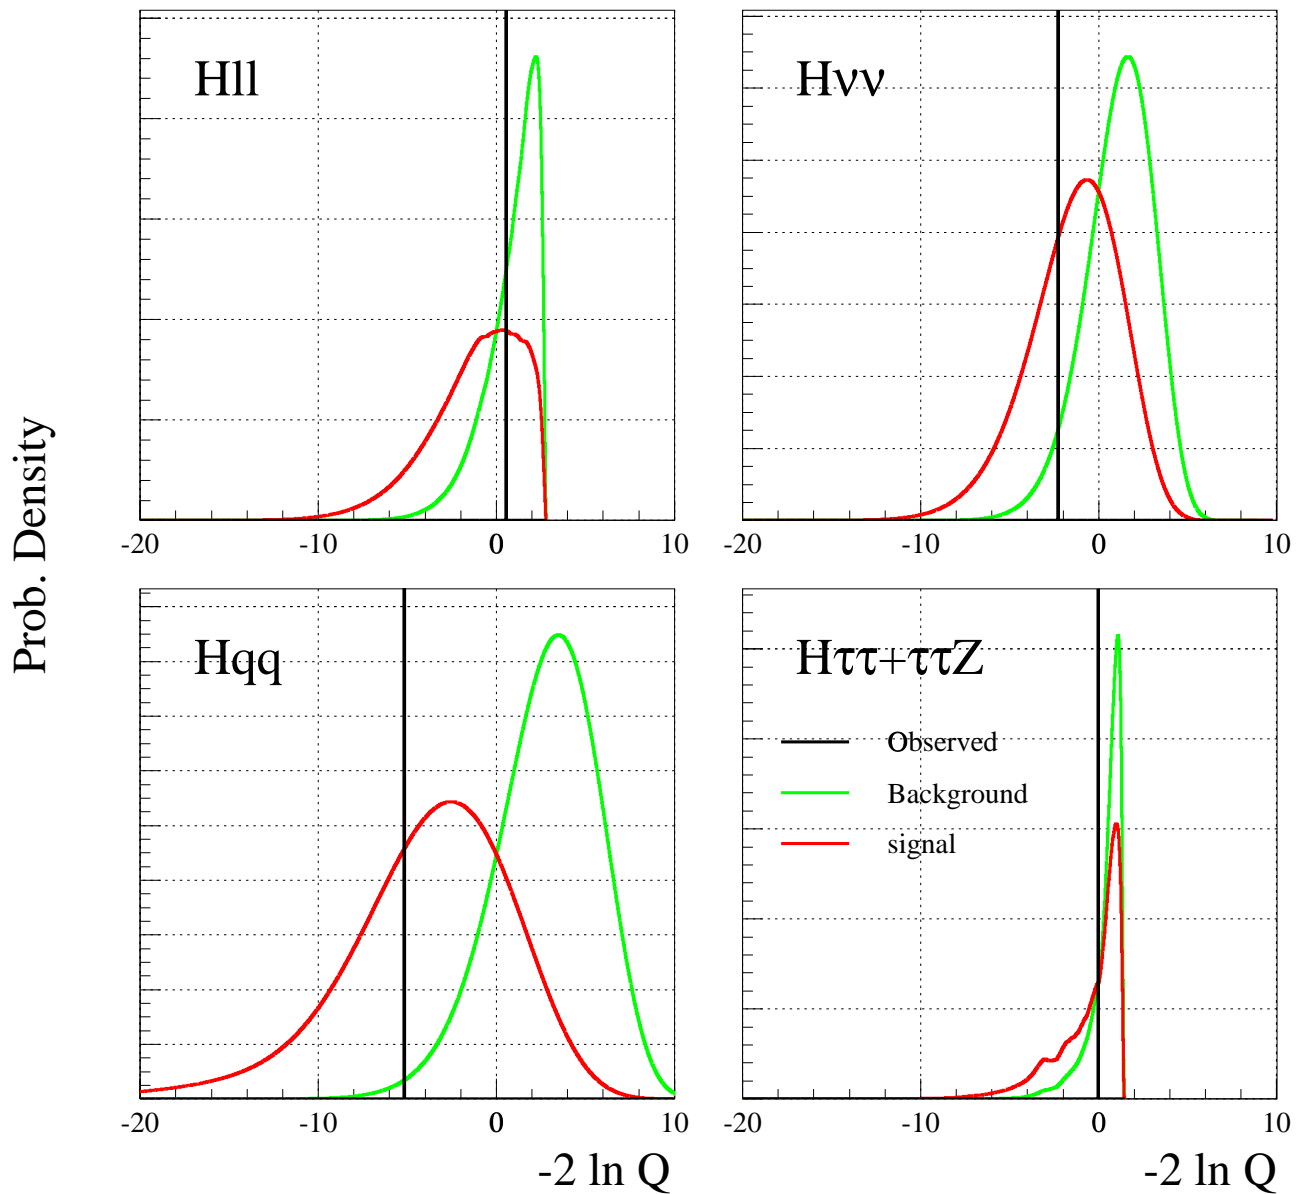 Prob. Density
Hll
-20 -10 0 10
Hνν
-20 -10 0 10
Hqq
-20 -10 0 10
-2 ln Q
Hττ+ττZ
Observed
Background
signal
-20 -10 0 10
-2 ln Q